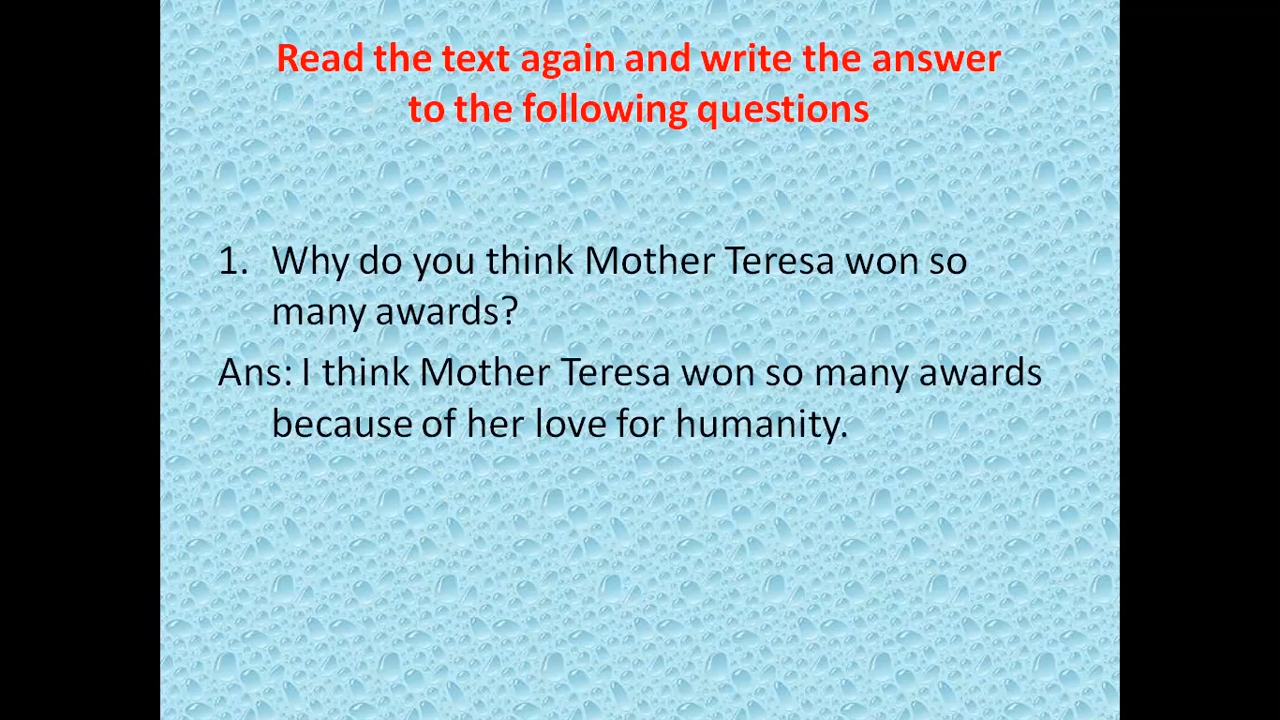 Read the text again and write the answer
to the following questions
1. Why do you think Mother Teresa won so
many awards?
Ans: I think Mother Teresa won so many awards
because of her love for humanity.